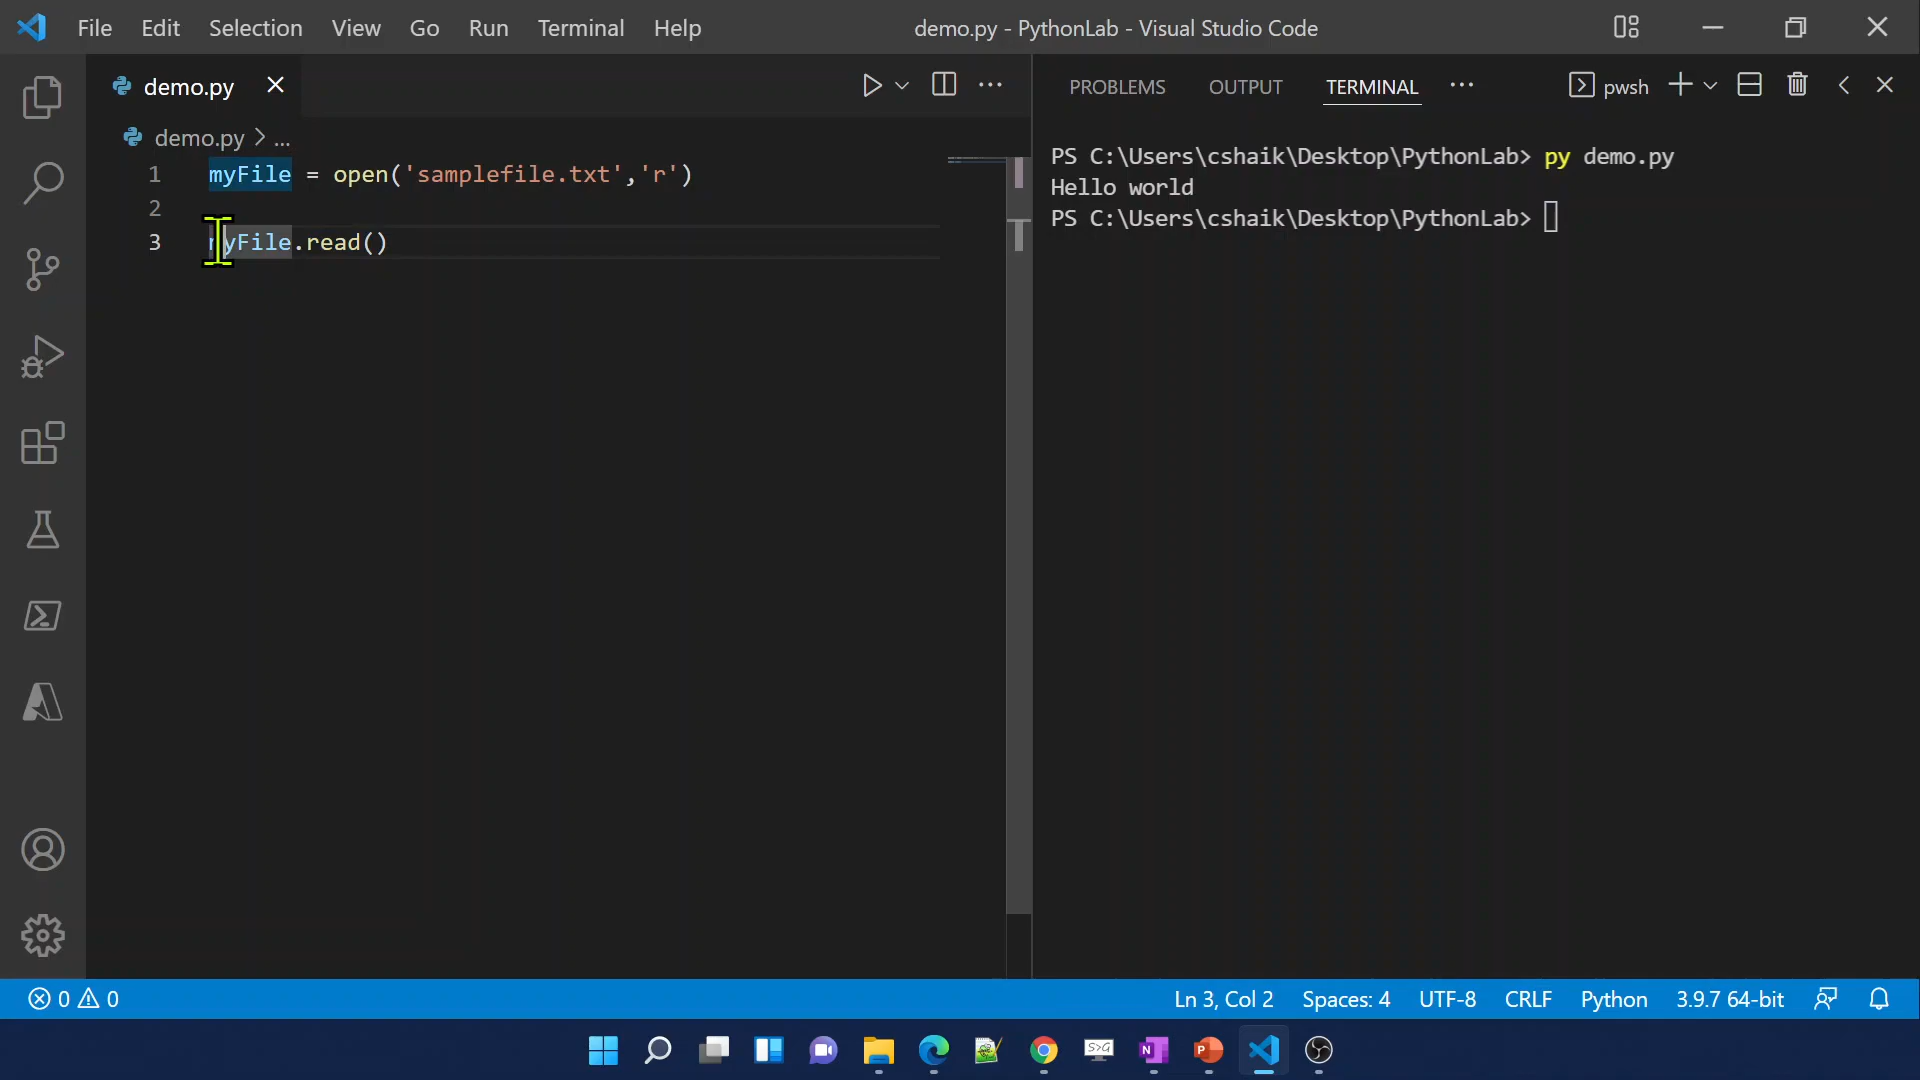 File Edit Selection View Go Run Terminal Help
demo.py - PythonLab - Visual Studio Code
demo.py
PROBLEMS OUTPUT TERMINAL ...
pwsh
demo.py > ...
1 myFile = open('samplefile.txt','r')
2
3 myFile.read()
PS C:\Users\cshaik\Desktop\PythonLab> py demo.py
Hello world
PS C:\Users\cshaik\Desktop\PythonLab>
0 0
Ln 3, Col 2 Spaces: 4 UTF-8 CRLF Python 3.9.7 64-bit
S>G
N
P